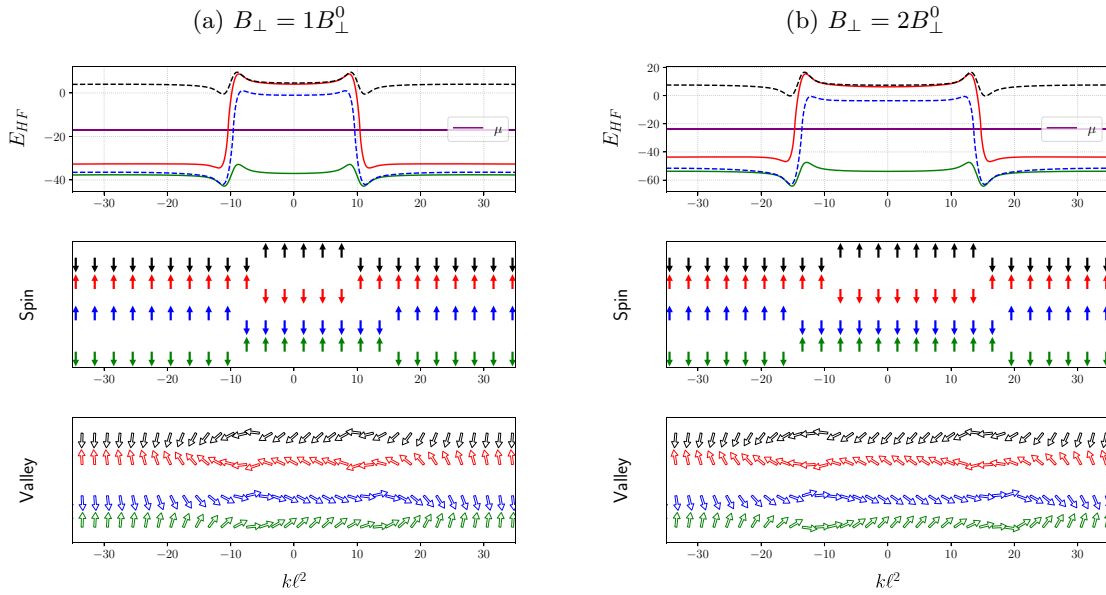 (a) B⊥ = 1B⊥⁰
(b) B⊥ = 2B⊥⁰
E_HF
0
−20
−40
μ
−30 −20 −10 0 10 20 30
Spin
−30 −20 −10 0 10 20 30
Valley
−30 −20 −10 0 10 20 30
kℓ²
E_HF
20
0
−20
−40
−60
μ
−30 −20 −10 0 10 20 30
Spin
−30 −20 −10 0 10 20 30
Valley
−30 −20 −10 0 10 20 30
kℓ²